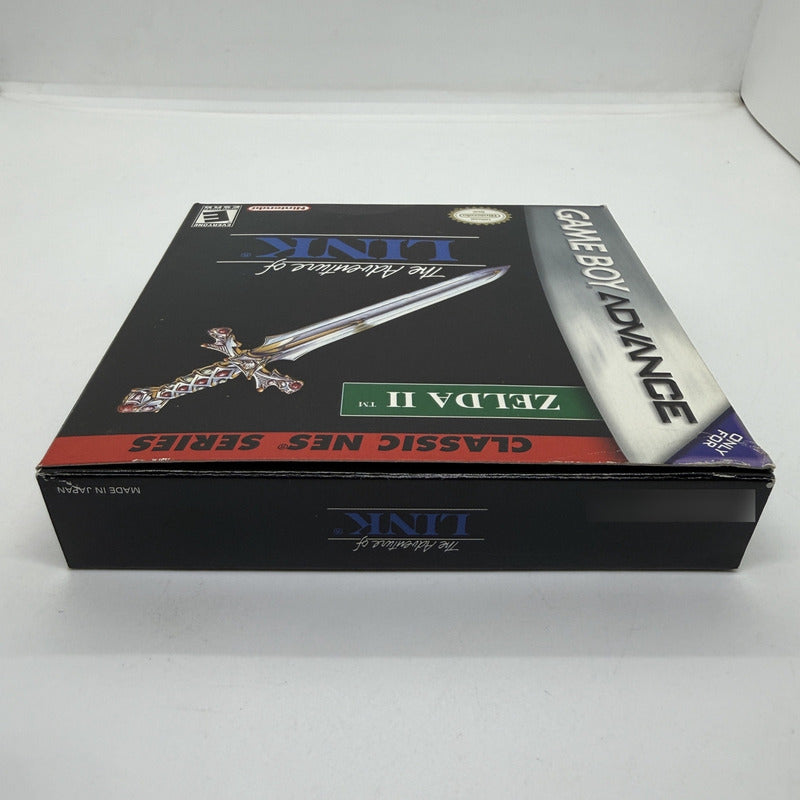 GAME BOY ADVANCE
ONLY
FOR
CLASSIC NES® SERIES
ZELDA II ™
The Adventure of
LINK®
Nintendo
E
EVERYONE
ESRB
The Adventure of
LINK®
MADE IN JAPAN